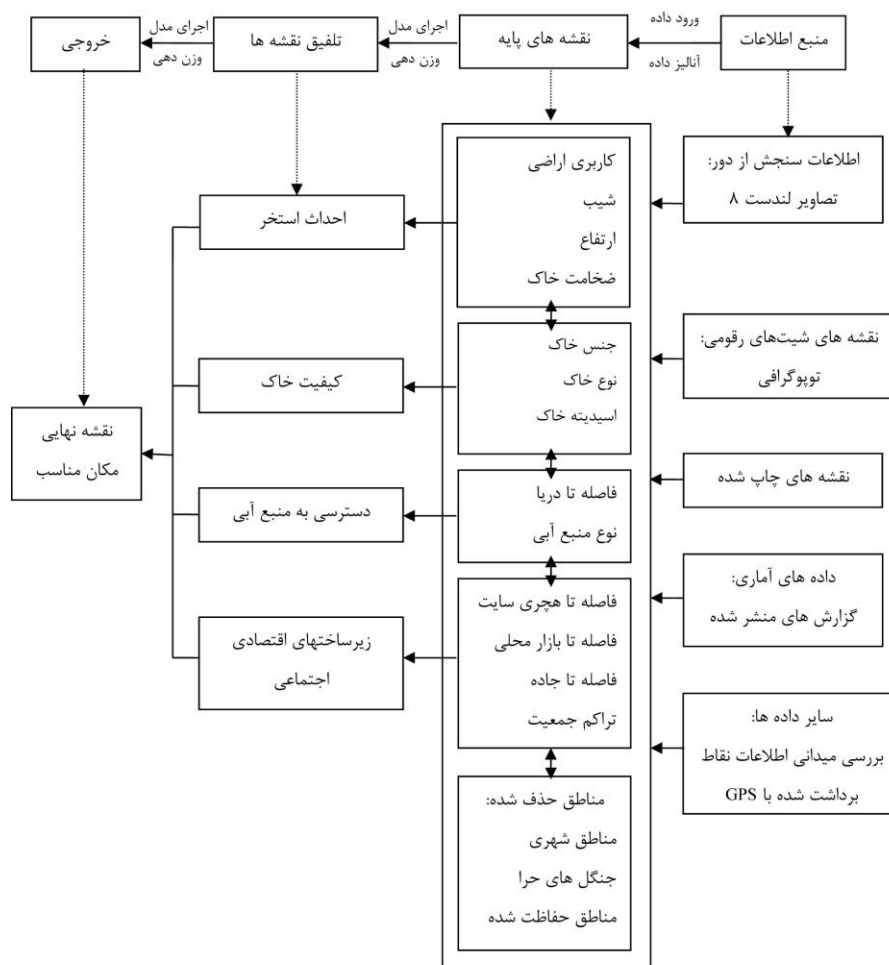 منبع اطلاعات
ورود داده
آنالیز داده
نقشه های پایه
اجرای مدل
وزن دهی
تلفیق نقشه ها
اجرای مدل
وزن دهی
خروجی
اطلاعات سنجش از دور:
تصاویر لندست ۸
نقشه های شیت‌های رقومی:
توپوگرافی
نقشه های چاپ شده
داده های آماری:
گزارش های منشر شده
سایر داده ها:
بررسی میدانی اطلاعات نقاط
برداشت شده با GPS
کاربری اراضی
شیب
ارتفاع
ضخامت خاک
جنس خاک
نوع خاک
اسیدیته خاک
فاصله تا دریا
نوع منبع آبی
فاصله تا هچری سایت
فاصله تا بازار محلی
فاصله تا جاده
تراکم جمعیت
مناطق حذف شده:
مناطق شهری
جنگل های حرا
مناطق حفاظت شده
احداث استخر
کیفیت خاک
دسترسی به منبع آبی
زیرساختهای اقتصادی
اجتماعی
نقشه نهایی
مکان مناسب